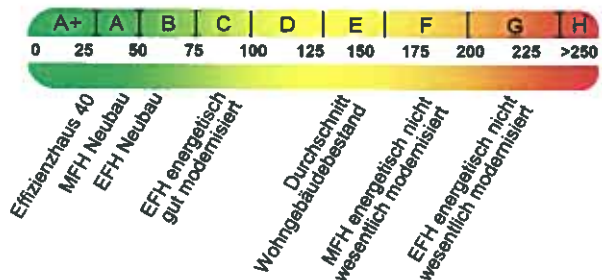 A+ A B C D E F G H
0 25 50 75 100 125 150 175 200 225 >250
Effizienzhaus 40
MFH Neubau
EFH Neubau
EFH energetisch
gut modernisiert
Durchschnitt
Wohngebäudebestand
MFH energetisch nicht
wesentlich modernisiert
EFH energetisch nicht
wesentlich modernisiert